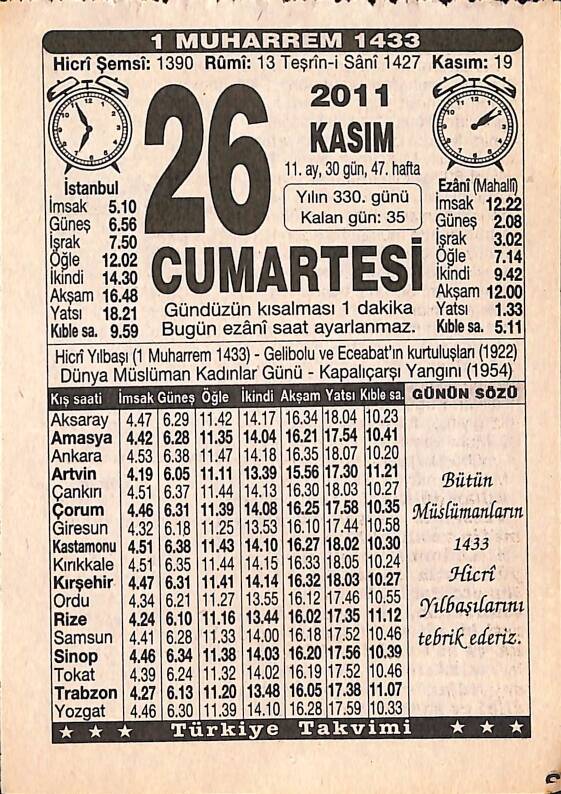 1 MUHARREM 1433
Hicrî Şemsî: 1390 Rûmî: 13 Teşrîn-i Sânî 1427 Kasım: 19
26
2011
KASIM
11. ay, 30 gün, 47. hafta
Yılın 330. günü
Kalan gün: 35
CUMARTESİ
Gündüzün kısalması 1 dakika
Bugün ezânî saat ayarlanmaz.
İstanbul
İmsak 5.10
Güneş 6.56
İşrak 7.50
Öğle 12.02
İkindi 14.30
Akşam 16.48
Yatsı 18.21
Kıble sa. 9.59
Ezânî (Mahallî)
İmsak 12.22
Güneş 2.08
İşrak 3.02
Öğle 7.14
İkindi 9.42
Akşam 12.00
Yatsı 1.33
Kıble sa. 5.11
Hicrî Yılbaşı (1 Muharrem 1433) - Gelibolu ve Eceabat'ın kurtuluşları (1922)
Dünya Müslüman Kadınlar Günü - Kapalıçarşı Yangını (1954)
Kış saati İmsak Güneş Öğle İkindi Akşam Yatsı Kıble sa.
Aksaray 4.47 6.29 11.42 14.17 16.34 18.04 10.23
Amasya 4.42 6.28 11.35 14.04 16.21 17.54 10.41
Ankara 4.53 6.38 11.47 14.18 16.35 18.07 10.20
Artvin 4.19 6.05 11.11 13.39 15.56 17.30 11.21
Çankırı 4.51 6.37 11.44 14.13 16.30 18.03 10.27
Çorum 4.46 6.31 11.39 14.08 16.25 17.58 10.35
Giresun 4.32 6.18 11.25 13.53 16.10 17.44 10.58
Kastamonu 4.51 6.38 11.43 14.10 16.27 18.02 10.30
Kırıkkale 4.51 6.35 11.44 14.15 16.33 18.05 10.24
Kırşehir 4.47 6.31 11.41 14.14 16.32 18.03 10.27
Ordu 4.34 6.21 11.27 13.55 16.12 17.46 10.55
Rize 4.24 6.10 11.16 13.44 16.02 17.35 11.12
Samsun 4.41 6.28 11.33 14.00 16.18 17.52 10.46
Sinop 4.46 6.34 11.38 14.03 16.20 17.56 10.39
Tokat 4.39 6.24 11.32 14.02 16.19 17.52 10.46
Trabzon 4.27 6.13 11.20 13.48 16.05 17.38 11.07
Yozgat 4.46 6.30 11.39 14.10 16.28 17.59 10.33
GÜNÜN SÖZÜ
Bütün
Müslümanların
1433
Hicrî
Yılbaşılarını
tebrik ederiz.
Türkiye Takvimi